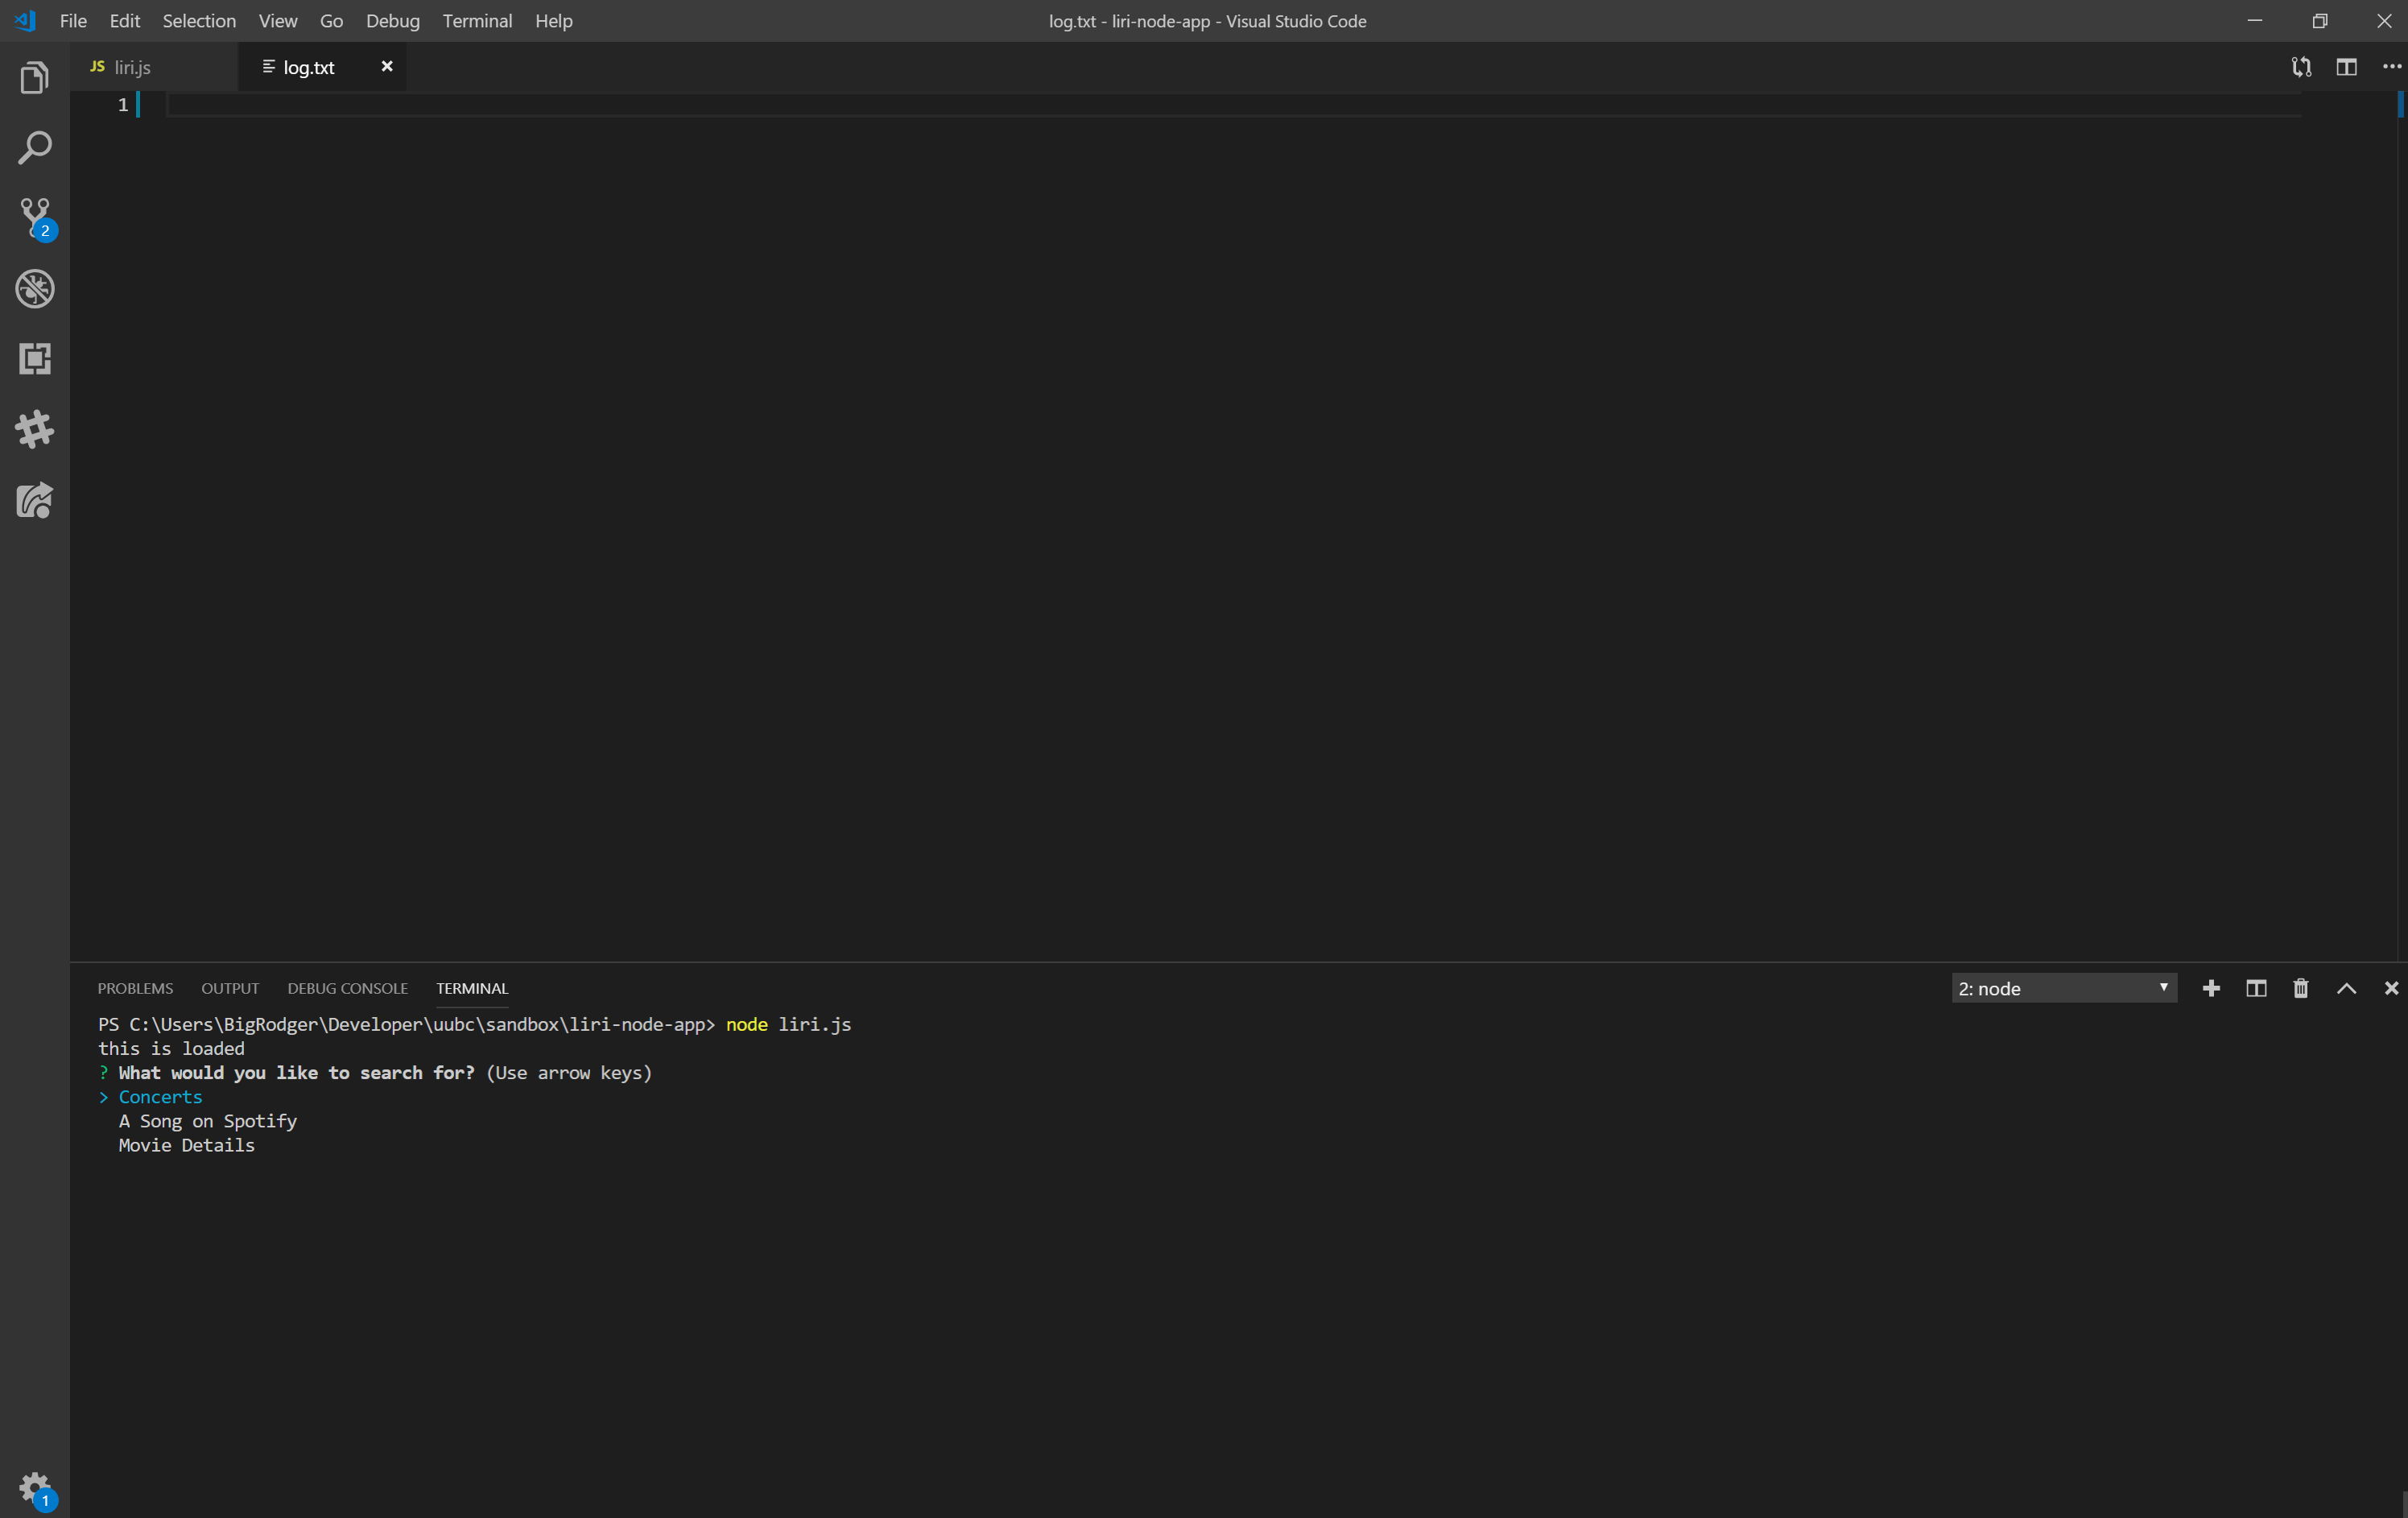 File Edit Selection View Go Debug Terminal Help log.txt - liri-node-app - Visual Studio Code
JS liri.js log.txt
1
2
PROBLEMS OUTPUT DEBUG CONSOLE TERMINAL 2: node
PS C:\Users\BigRodger\Developer\uubc\sandbox\liri-node-app> node liri.js
this is loaded
? What would you like to search for? (Use arrow keys)
> Concerts
A Song on Spotify
Movie Details
1